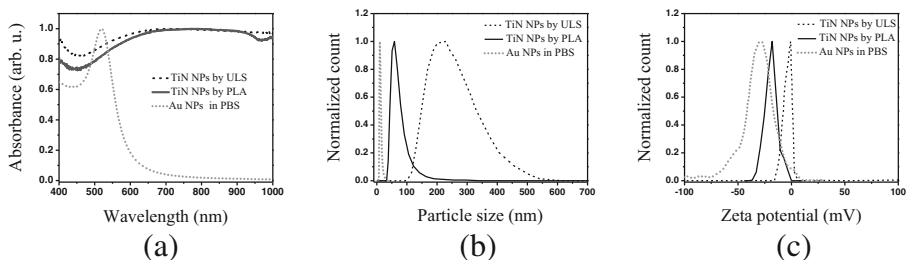 Absorbance (arb. u.)
1.0
0.8
0.6
0.4
0.2
0.0
400 500 600 700 800 900 1000
TiN NPs by ULS
TiN NPs by PLA
Au NPs in PBS
Wavelength (nm)
(a)
Normalized count
1.0
0.8
0.6
0.4
0.2
0.0
0 100 200 300 400 500 600 700
TiN NPs by ULS
TiN NPs by PLA
Au NPs in PBS
Particle size (nm)
(b)
Normalized count
1.0
0.8
0.6
0.4
0.2
0.0
-100 -50 0 50 100
TiN NPs by ULS
TiN NPs by PLA
Au NPs in PBS
Zeta potential (mV)
(c)